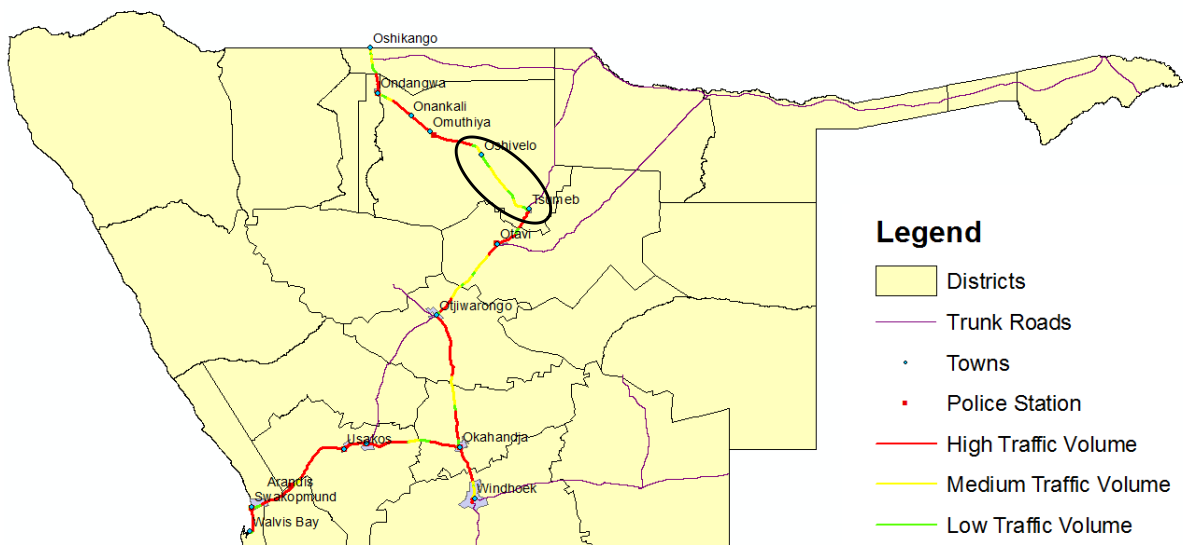 Oshikango
Ondangwa
Onankali
Omuthiya
Oshivelo
Tsumeb
Otavi
Otjiwarongo
Usakos
Okahandja
Arandis
Swakopmund
Windhoek
Walvis Bay
Legend
Districts
Trunk Roads
Towns
Police Station
High Traffic Volume
Medium Traffic Volume
Low Traffic Volume